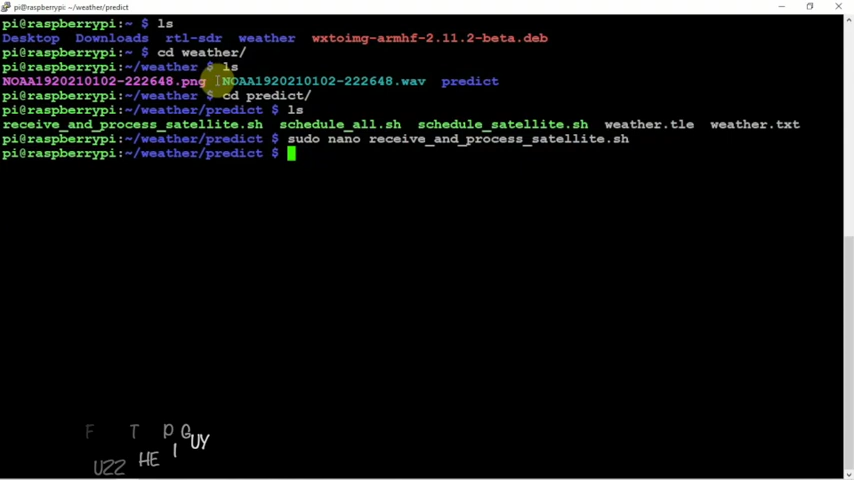 pi@raspberrypi: ~/weather/predict
pi@raspberrypi:~ $ ls
Desktop Downloads rtl-sdr weather wxtoimg-armhf-2.11.2-beta.deb
pi@raspberrypi:~ $ cd weather/
pi@raspberrypi:~/weather $ ls
NOAA1920210102-222648.png NOAA1920210102-222648.wav predict
pi@raspberrypi:~/weather $ cd predict/
pi@raspberrypi:~/weather/predict $ ls
receive_and_process_satellite.sh schedule_all.sh schedule_satellite.sh weather.tle weather.txt
pi@raspberrypi:~/weather/predict $ sudo nano receive_and_process_satellite.sh
pi@raspberrypi:~/weather/predict $
F T P G UY
UZZ HE I